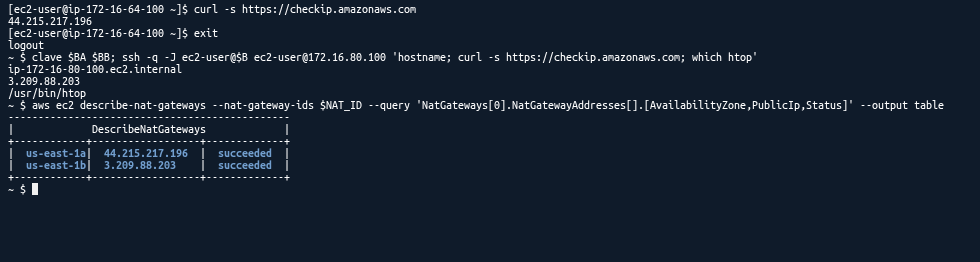 [ec2-user@ip-172-16-64-100 ~]$ curl -s https://checkip.amazonaws.com
44.215.217.196
[ec2-user@ip-172-16-64-100 ~]$ exit
logout
~ $ clave $BA $BB; ssh -q -J ec2-user@$B ec2-user@172.16.80.100 'hostname; curl -s https://checkip.amazonaws.com; which htop'
ip-172-16-80-100.ec2.internal
3.209.88.203
/usr/bin/htop
~ $ aws ec2 describe-nat-gateways --nat-gateway-ids $NAT_ID --query 'NatGateways[0].NatGatewayAddresses[].[AvailabilityZone,PublicIp,Status]' --output table
-----------------------------------------------
|             DescribeNatGateways             |
+------------+------------------+-------------+
|  us-east-1a|  44.215.217.196  |  succeeded  |
|  us-east-1b|  3.209.88.203    |  succeeded  |
+------------+------------------+-------------+
~ $